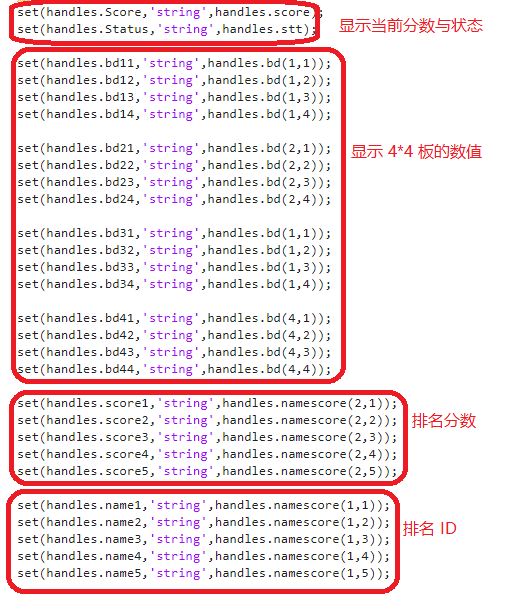 set(handles.Score,'string',handles.score);
set(handles.Status,'string',handles.stt);
显示当前分数与状态
set(handles.bd11,'string',handles.bd(1,1));
set(handles.bd12,'string',handles.bd(1,2));
set(handles.bd13,'string',handles.bd(1,3));
set(handles.bd14,'string',handles.bd(1,4));
set(handles.bd21,'string',handles.bd(2,1));
set(handles.bd22,'string',handles.bd(2,2));
set(handles.bd23,'string',handles.bd(2,3));
set(handles.bd24,'string',handles.bd(2,4));
set(handles.bd31,'string',handles.bd(1,1));
set(handles.bd32,'string',handles.bd(1,2));
set(handles.bd33,'string',handles.bd(1,3));
set(handles.bd34,'string',handles.bd(1,4));
set(handles.bd41,'string',handles.bd(4,1));
set(handles.bd42,'string',handles.bd(4,2));
set(handles.bd43,'string',handles.bd(4,3));
set(handles.bd44,'string',handles.bd(4,4));
显示 4*4 板的数值
set(handles.score1,'string',handles.namescore(2,1));
set(handles.score2,'string',handles.namescore(2,2));
set(handles.score3,'string',handles.namescore(2,3));
set(handles.score4,'string',handles.namescore(2,4));
set(handles.score5,'string',handles.namescore(2,5));
排名分数
set(handles.name1,'string',handles.namescore(1,1));
set(handles.name2,'string',handles.namescore(1,2));
set(handles.name3,'string',handles.namescore(1,3));
set(handles.name4,'string',handles.namescore(1,4));
set(handles.name5,'string',handles.namescore(1,5));
排名 ID